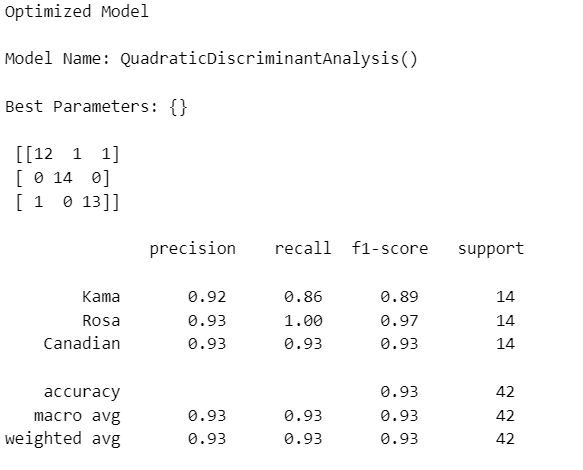 Optimized Model
Model Name: QuadraticDiscriminantAnalysis()
Best Parameters: {}
[[12  1  1]
[ 0 14  0]
[ 1  0 13]]
precision recall f1-score support
Kama 0.92 0.86 0.89 14
Rosa 0.93 1.00 0.97 14
Canadian 0.93 0.93 0.93 14
accuracy 0.93 42
macro avg 0.93 0.93 0.93 42
weighted avg 0.93 0.93 0.93 42